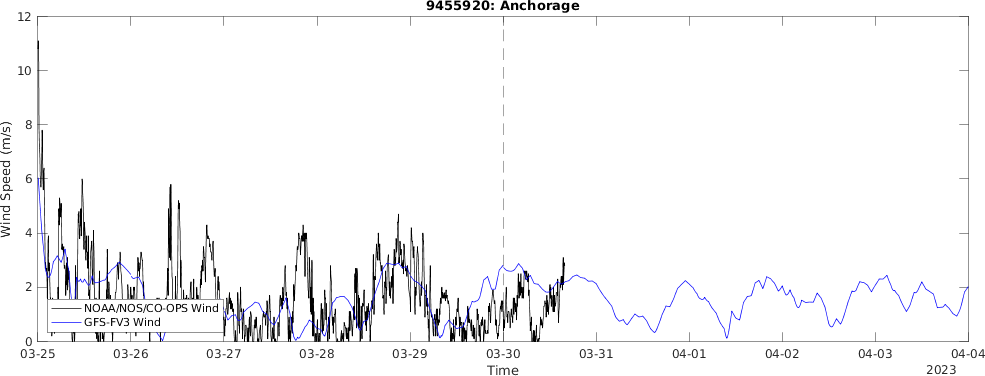 9455920: Anchorage
12
10
8
6
4
2
0
Wind Speed (m/s)
NOAA/NOS/CO-OPS Wind
GFS-FV3 Wind
03-25 03-26 03-27 03-28 03-29 03-30 03-31 04-01 04-02 04-03 04-04
Time
2023